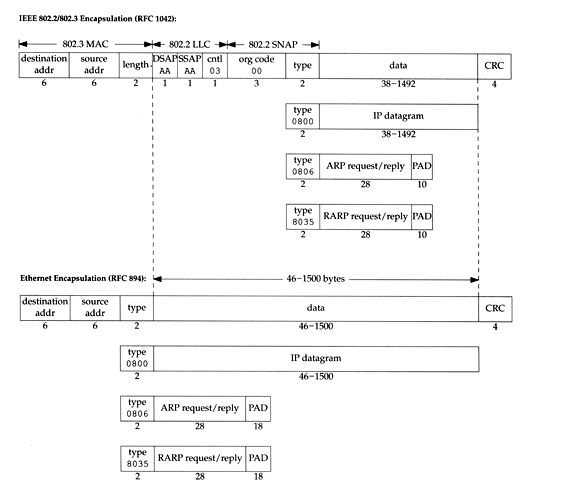 IEEE 802.2/802.3 Encapsulation (RFC 1042):
802.3 MAC 802.2 LLC 802.2 SNAP
destination addr source addr length DSAP AA SSAP AA cntl 03 org code 00 type data CRC
6 6 2 1 1 1 3 2 38-1492 4
type 0800 IP datagram
2 38-1492
type 0806 ARP request/reply PAD
2 28 10
type 8035 RARP request/reply PAD
2 28 10
Ethernet Encapsulation (RFC 894): 46-1500 bytes
destination addr source addr type data CRC
6 6 2 46-1500 4
type 0800 IP datagram
2 46-1500
type 0806 ARP request/reply PAD
2 28 18
type 8035 RARP request/reply PAD
2 28 18